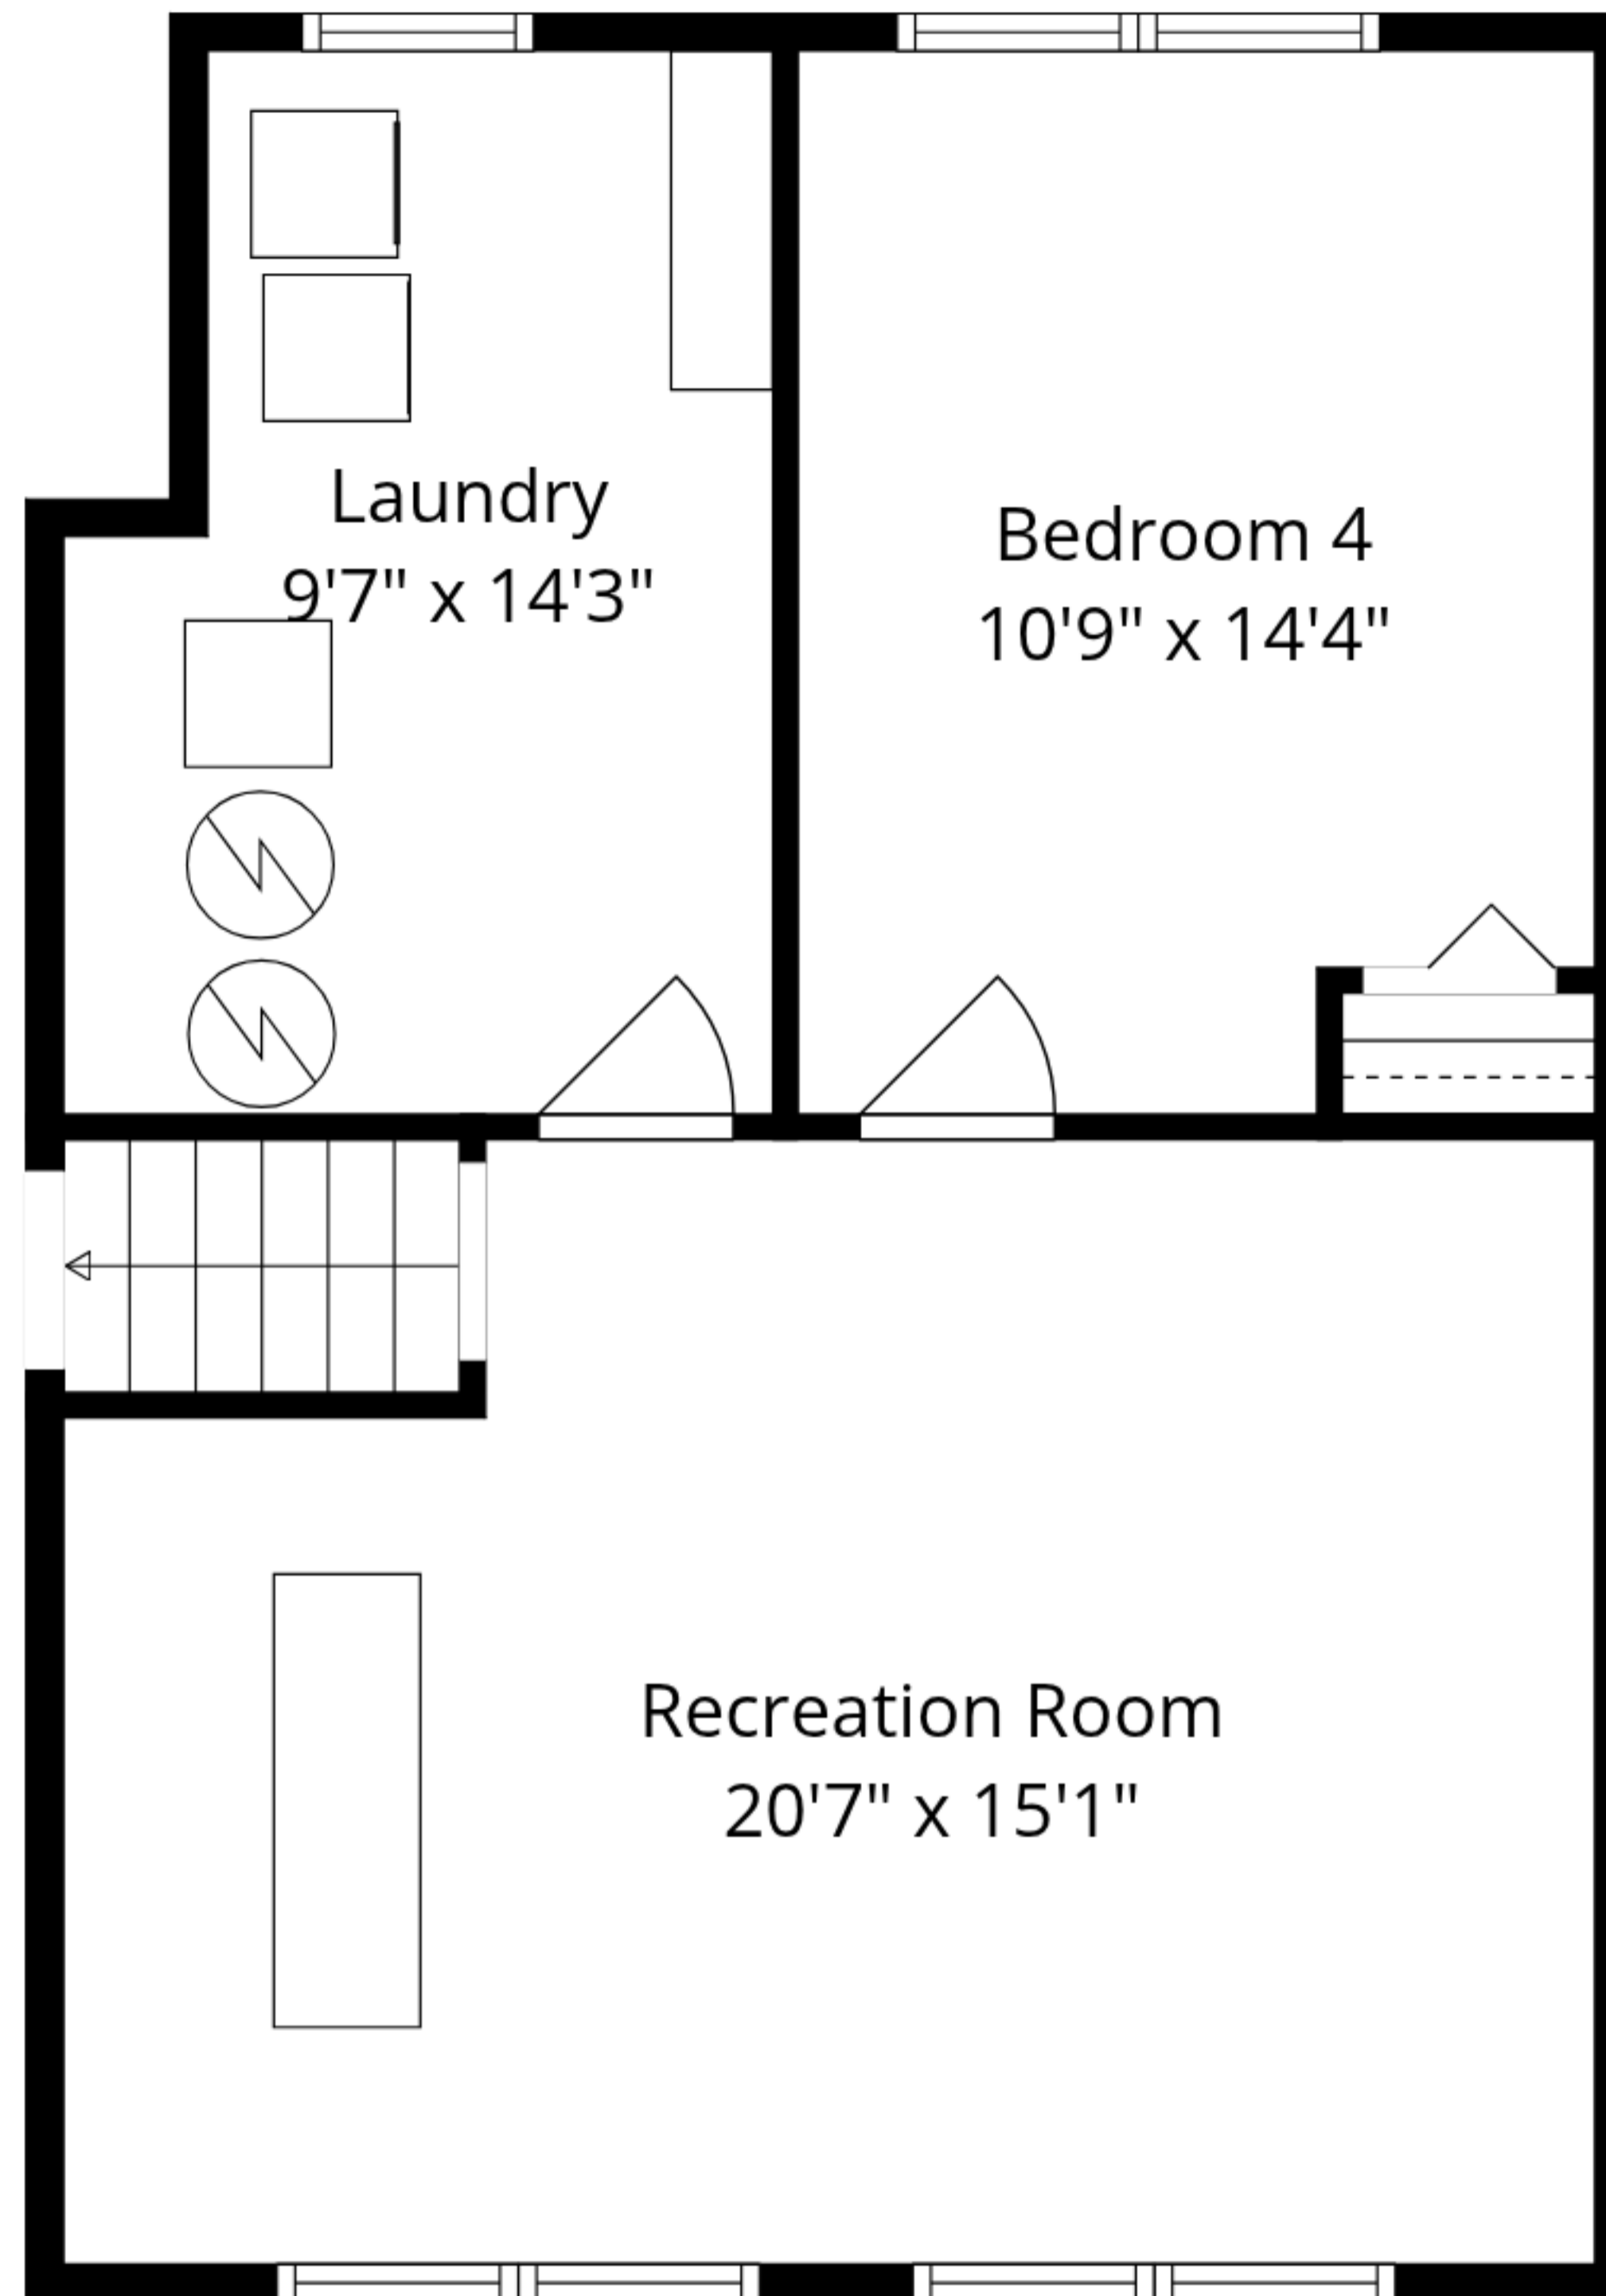 Laundry
9'7" x 14'3"
Bedroom 4
10'9" x 14'4"
Recreation Room
20'7" x 15'1"